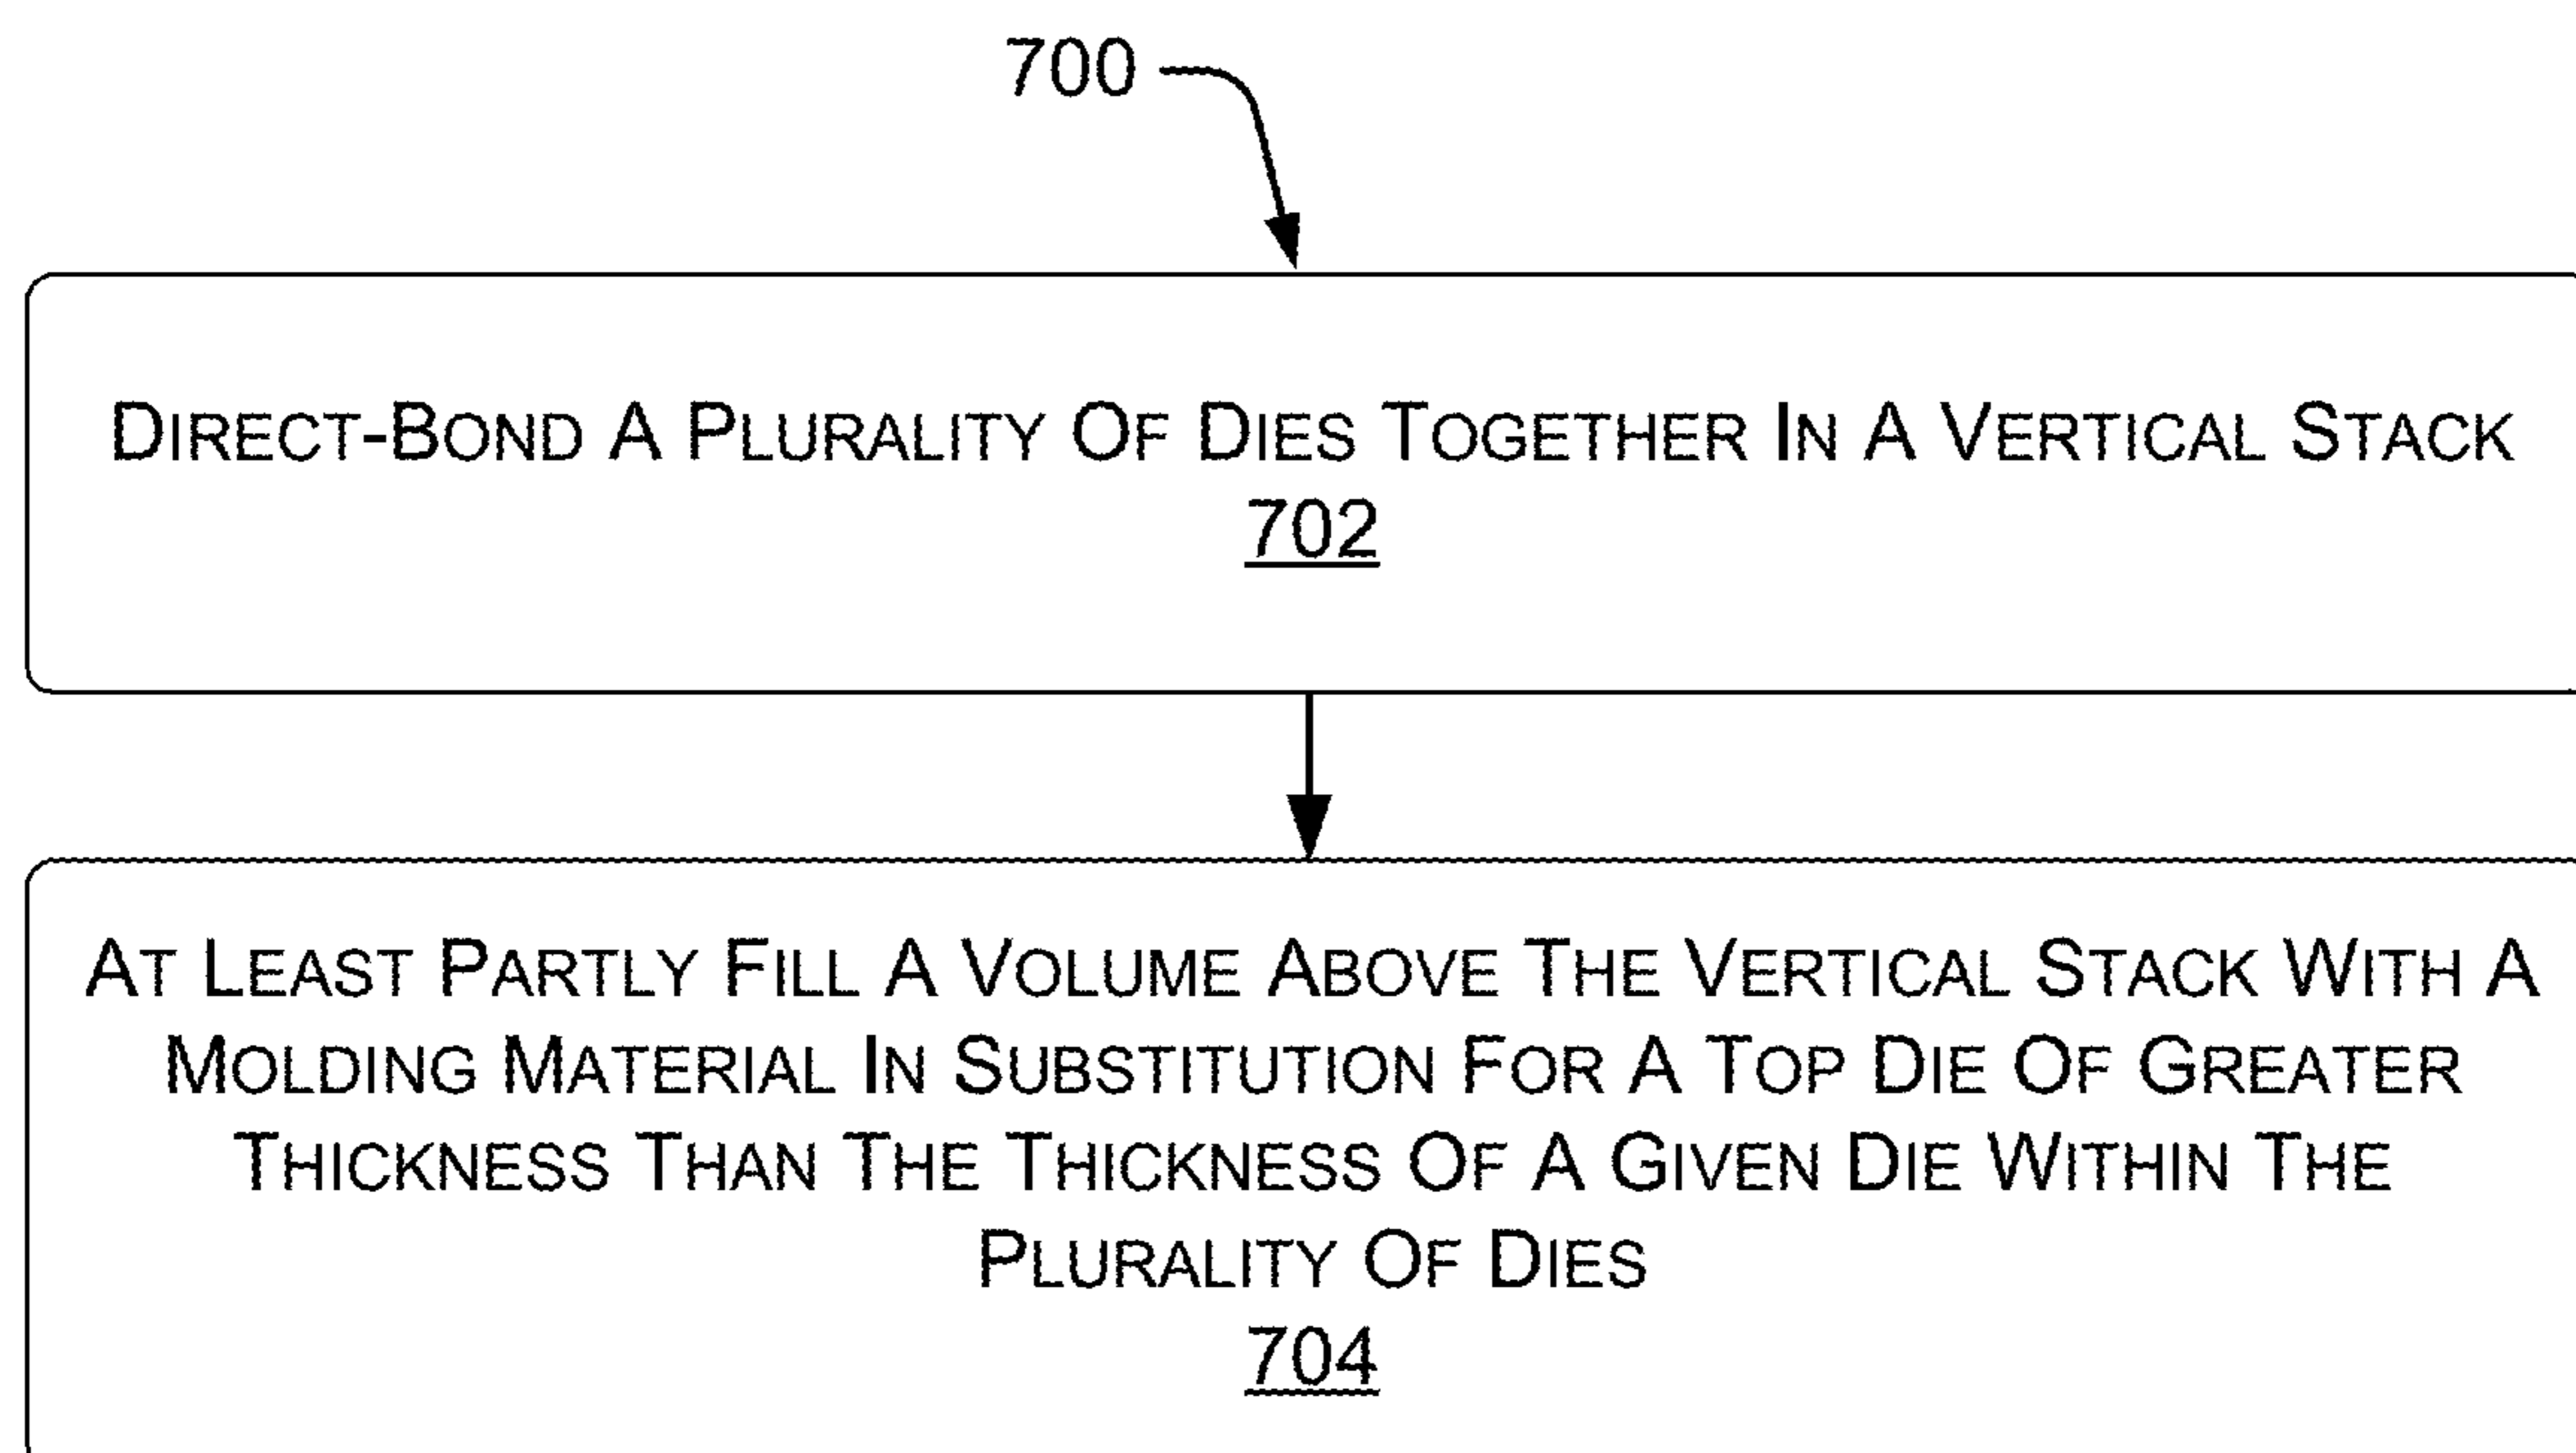 700
DIRECT-BOND A PLURALITY OF DIES TOGETHER IN A VERTICAL STACK
702
AT LEAST PARTLY FILL A VOLUME ABOVE THE VERTICAL STACK WITH A
MOLDING MATERIAL IN SUBSTITUTION FOR A TOP DIE OF GREATER
THICKNESS THAN THE THICKNESS OF A GIVEN DIE WITHIN THE
PLURALITY OF DIES
704